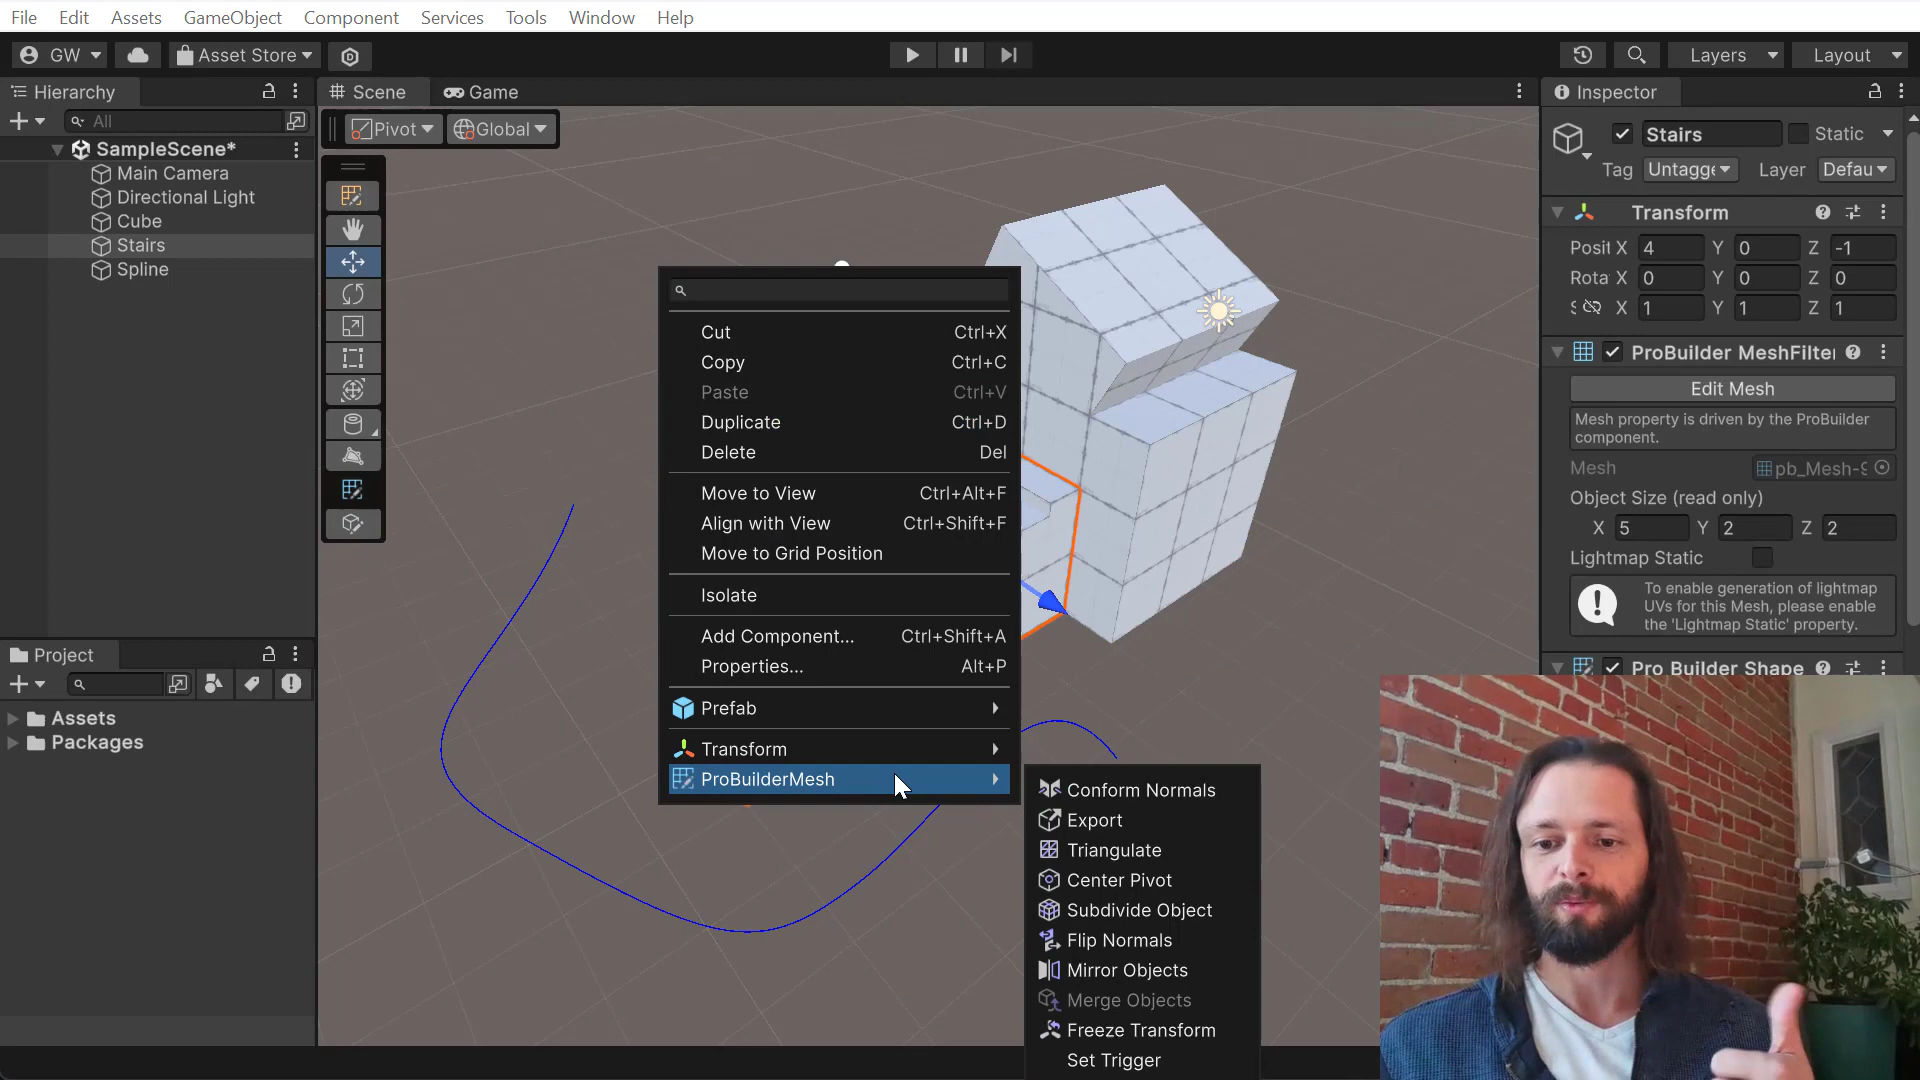 File Edit Assets GameObject Component Services Tools Window Help
GW Asset Store Layers Layout
Hierarchy
All
SampleScene*
Main Camera
Directional Light
Cube
Stairs
Spline
Project
Assets
Packages
Scene Game
Pivot Global
Cut Ctrl+X
Copy Ctrl+C
Paste Ctrl+V
Duplicate Ctrl+D
Delete Del
Move to View Ctrl+Alt+F
Align with View Ctrl+Shift+F
Move to Grid Position
Isolate
Add Component... Ctrl+Shift+A
Properties... Alt+P
Prefab
Transform
ProBuilderMesh
Conform Normals
Export
Triangulate
Center Pivot
Subdivide Object
Flip Normals
Mirror Objects
Merge Objects
Freeze Transform
Set Trigger
Inspector
Stairs Static
Tag Untagge Layer Defau
Transform
Posit X 4 Y 0 Z -1
Rota X 0 Y 0 Z 0
S X 1 Y 1 Z 1
ProBuilder MeshFilte
Edit Mesh
Mesh property is driven by the ProBuilder
component.
Mesh pb_Mesh-9
Object Size (read only)
X 5 Y 2 Z 2
Lightmap Static
To enable generation of lightmap
UVs for this Mesh, please enable
the 'Lightmap Static' property.
Pro Builder Shape